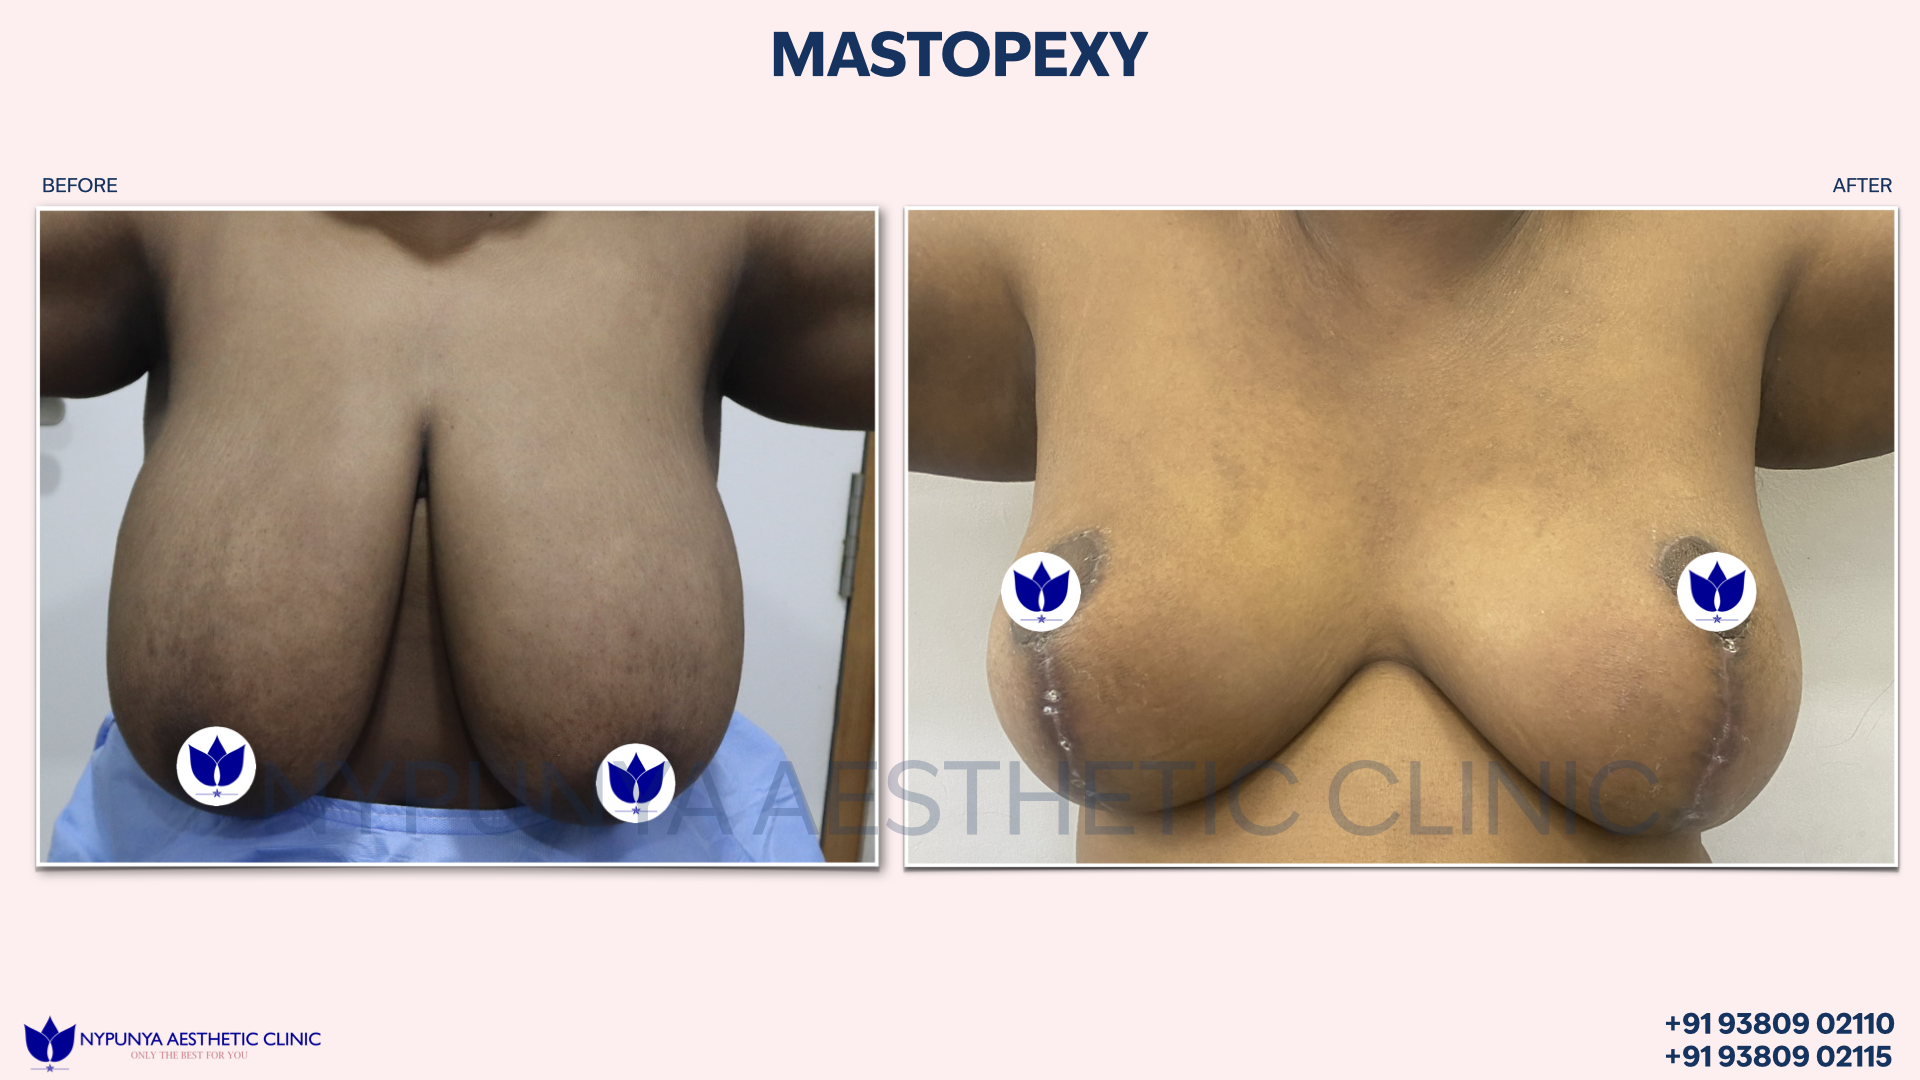 MASTOPEXY
BEFORE
AFTER
NYPUNYA AESTHETIC CLINIC
NYPUNYA AESTHETIC CLINIC
ONLY THE BEST FOR YOU
+91 93809 02110
+91 93809 02115